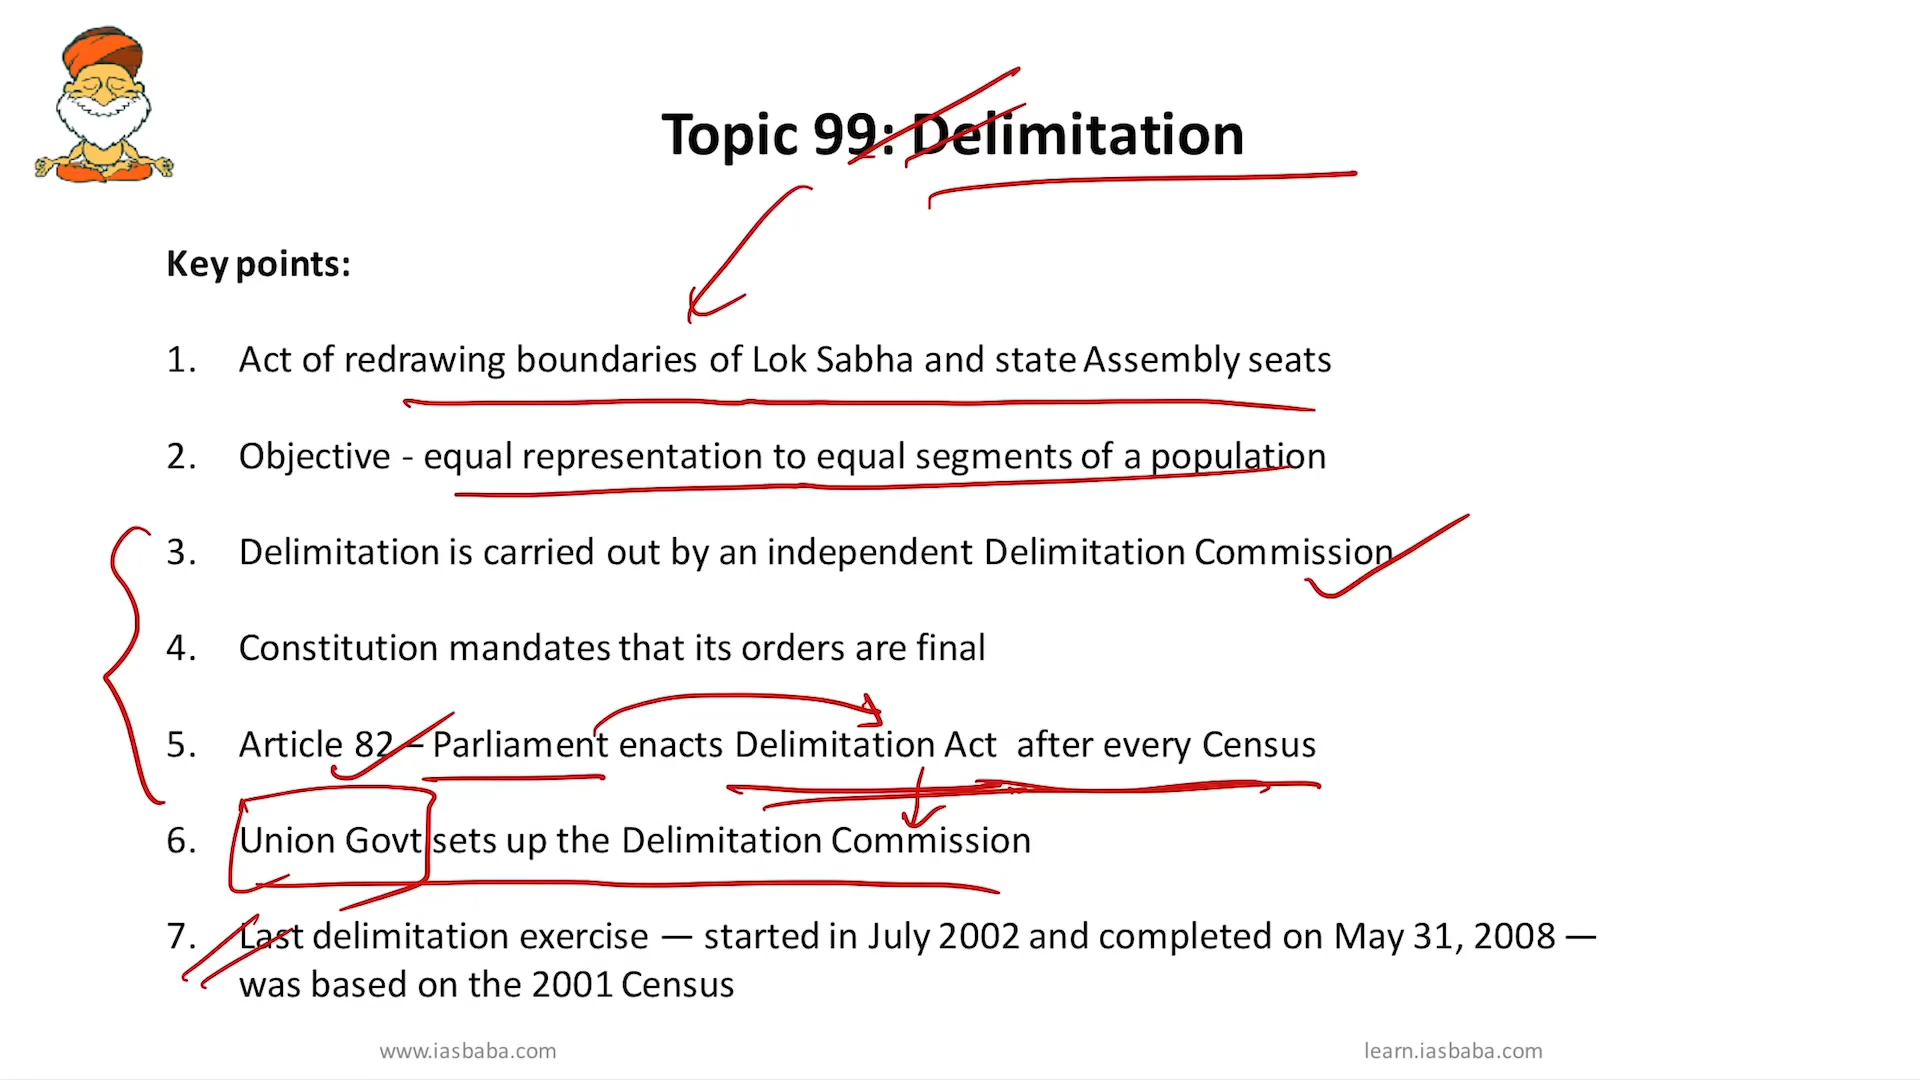 Topic 99: Delimitation
Key points:
1. Act of redrawing boundaries of Lok Sabha and state Assembly seats
2. Objective - equal representation to equal segments of a population
3. Delimitation is carried out by an independent Delimitation Commission
4. Constitution mandates that its orders are final
5. Article 82 – Parliament enacts Delimitation Act after every Census
6. Union Govt sets up the Delimitation Commission
7. Last delimitation exercise — started in July 2002 and completed on May 31, 2008 —
was based on the 2001 Census
www.iasbaba.com
learn.iasbaba.com